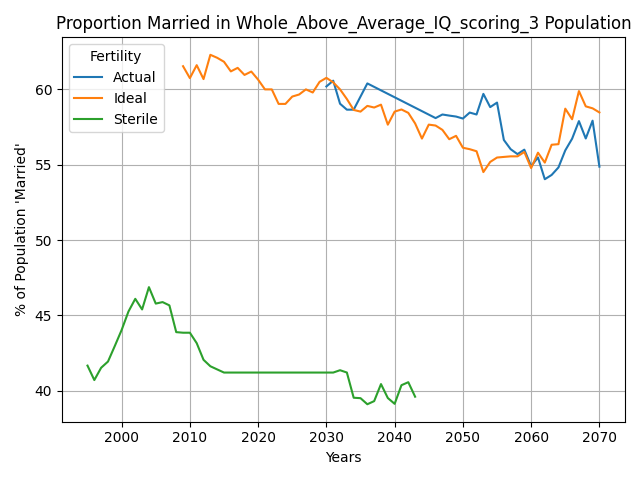 Proportion Married in Whole_Above_Average_IQ_scoring_3 Population
Fertility
Actual
Ideal
Sterile
% of Population 'Married'
60
55
50
45
40
2000 2010 2020 2030 2040 2050 2060 2070
Years